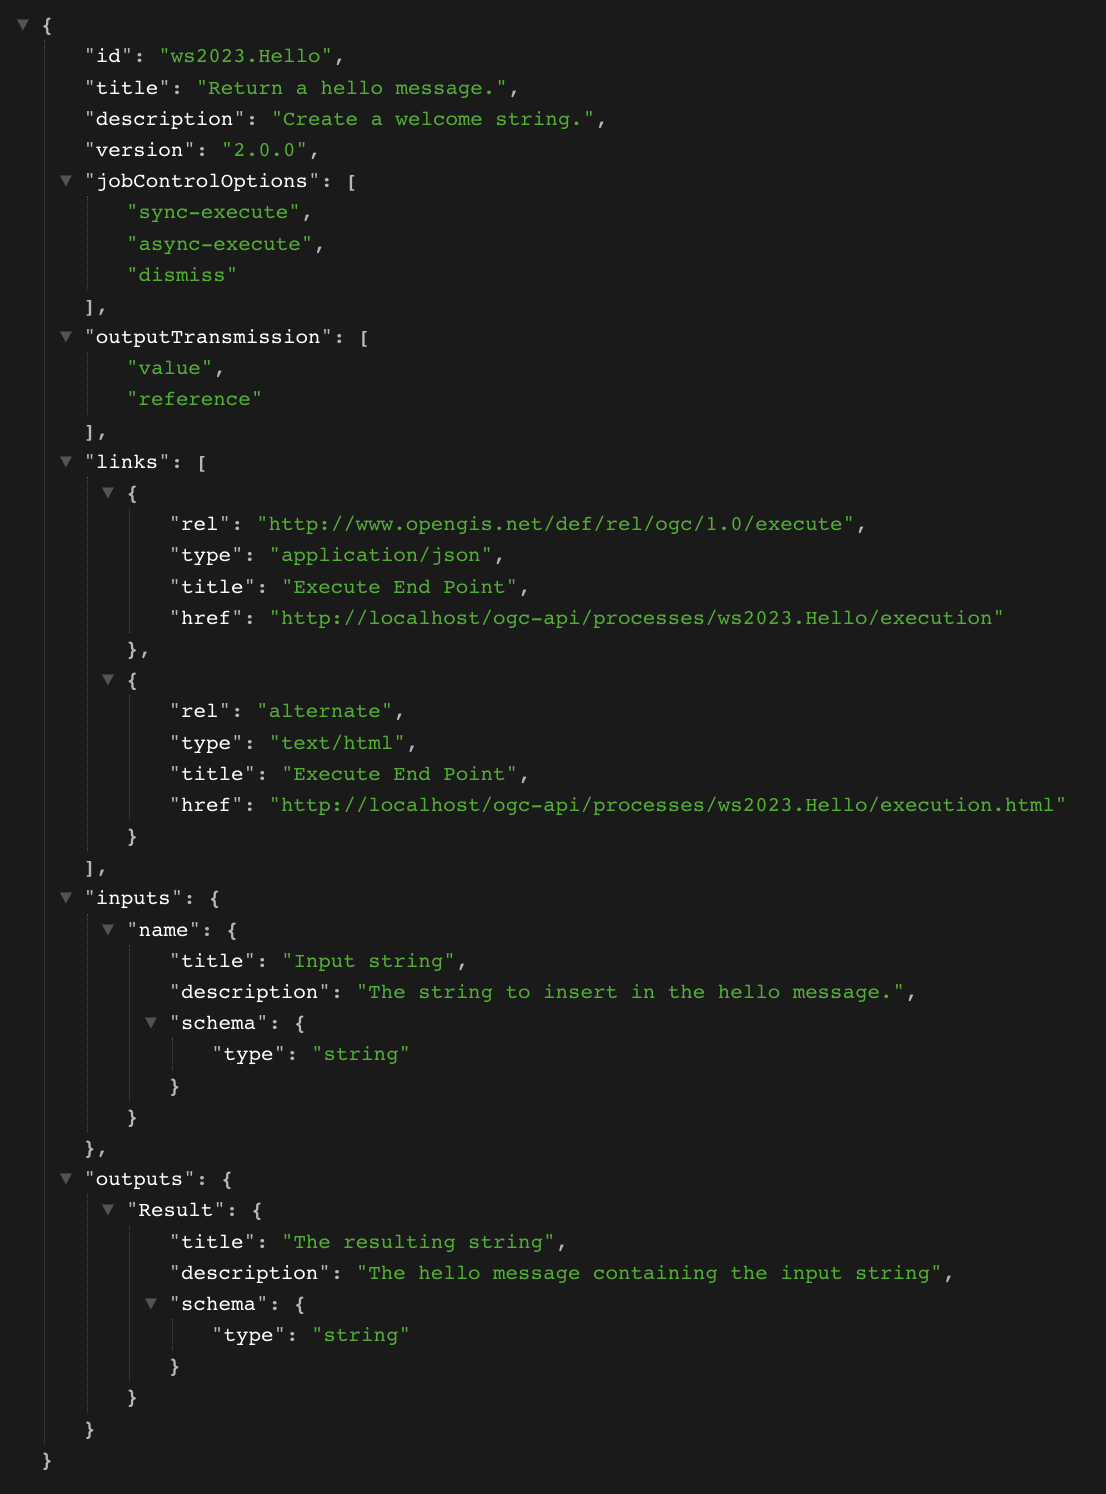 {
"id": "ws2023.Hello",
"title": "Return a hello message.",
"description": "Create a welcome string.",
"version": "2.0.0",
"jobControlOptions": [
"sync-execute",
"async-execute",
"dismiss"
],
"outputTransmission": [
"value",
"reference"
],
"links": [
{
"rel": "http://www.opengis.net/def/rel/ogc/1.0/execute",
"type": "application/json",
"title": "Execute End Point",
"href": "http://localhost/ogc-api/processes/ws2023.Hello/execution"
},
{
"rel": "alternate",
"type": "text/html",
"title": "Execute End Point",
"href": "http://localhost/ogc-api/processes/ws2023.Hello/execution.html"
}
],
"inputs": {
"name": {
"title": "Input string",
"description": "The string to insert in the hello message.",
"schema": {
"type": "string"
}
}
},
"outputs": {
"Result": {
"title": "The resulting string",
"description": "The hello message containing the input string",
"schema": {
"type": "string"
}
}
}
}